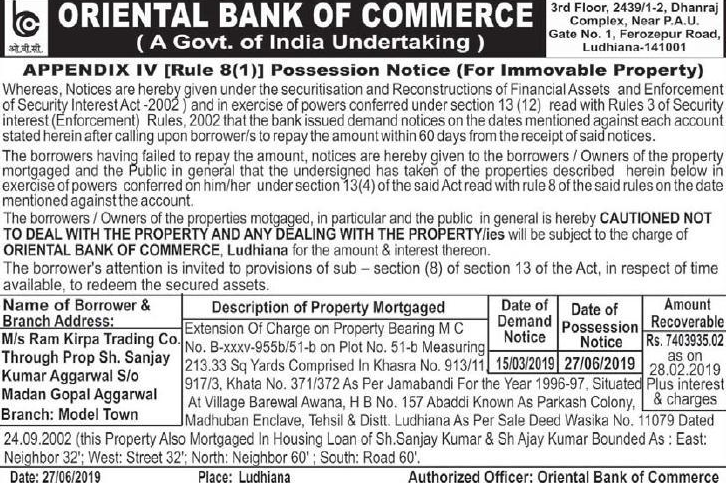 ओ.बी.सी
ORIENTAL BANK OF COMMERCE
( A Govt. of India Undertaking )
3rd Floor, 2439/1-2, Dhanraj
Complex, Near P.A.U.
Gate No. 1, Ferozepur Road,
Ludhiana-141001
APPENDIX IV [Rule 8(1)] Possession Notice (For Immovable Property)
Whereas, Notices are hereby given under the securitisation and Reconstructions of Financial Assets and Enforcement
of Security Interest Act -2002 ) and in exercise of powers conferred under section 13 (12) read with Rules 3 of Security
interest (Enforcement) Rules, 2002 that the bank issued demand notices on the dates mentioned against each account
stated herein after calling upon borrower/s to repay the amount within 60 days from the receipt of said notices.
The borrowers having failed to repay the amount, notices are hereby given to the borrowers / Owners of the property
mortgaged and the Public in general that the undersigned has taken of the properties described herein below in
exercise of powers conferred on him/her under section 13(4) of the said Act read with rule 8 of the said rules on the date
mentioned against the account.
The borrowers / Owners of the properties motgaged, in particular and the public in general is hereby CAUTIONED NOT
TO DEAL WITH THE PROPERTY AND ANY DEALING WITH THE PROPERTY/ies will be subject to the charge of
ORIENTAL BANK OF COMMERCE, Ludhiana for the amount & interest thereon.
The borrower's attention is invited to provisions of sub – section (8) of section 13 of the Act, in respect of time
available, to redeem the secured assets.
Name of Borrower &
Branch Address:
Description of Property Mortgaged
Date of
Demand
Notice
Date of
Possession
Notice
Amount
Recoverable
M/s Ram Kirpa Trading Co.
Through Prop Sh. Sanjay
Kumar Aggarwal S/o
Madan Gopal Aggarwal
Branch: Model Town
Extension Of Charge on Property Bearing M C
No. B-xxxv-955b/51-b on Plot No. 51-b Measuring
213.33 Sq Yards Comprised In Khasra No. 913/11,
917/3, Khata No. 371/372 As Per Jamabandi For the Year 1996-97, Situated
At Village Barewal Awana, H B No. 157 Abaddi Known As Parkash Colony,
Madhuban Enclave, Tehsil & Distt. Ludhiana As Per Sale Deed Wasika No. 11079 Dated
24.09.2002 (this Property Also Mortgaged In Housing Loan of Sh.Sanjay Kumar & Sh Ajay Kumar Bounded As : East:
Neighbor 32'; West: Street 32'; North: Neighbor 60' ; South: Road 60'.
15/03/2019
27/06/2019
Rs. 7403935.02
as on
28.02.2019
Plus interest
& charges
Date: 27/06/2019 Place: Ludhiana Authorized Officer: Oriental Bank of Commerce